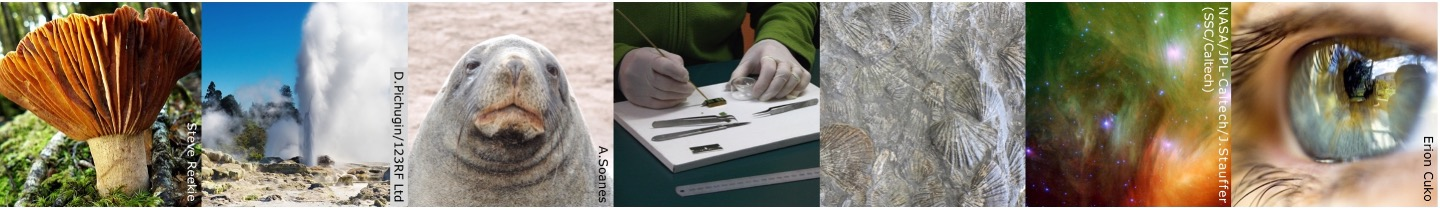 Steve Reekie
D.Pichugin/123RF Ltd
A.Soanes
NASA/JPL-Caltech/J.Stauffer
(SSC/Caltech)
Erion Cuko